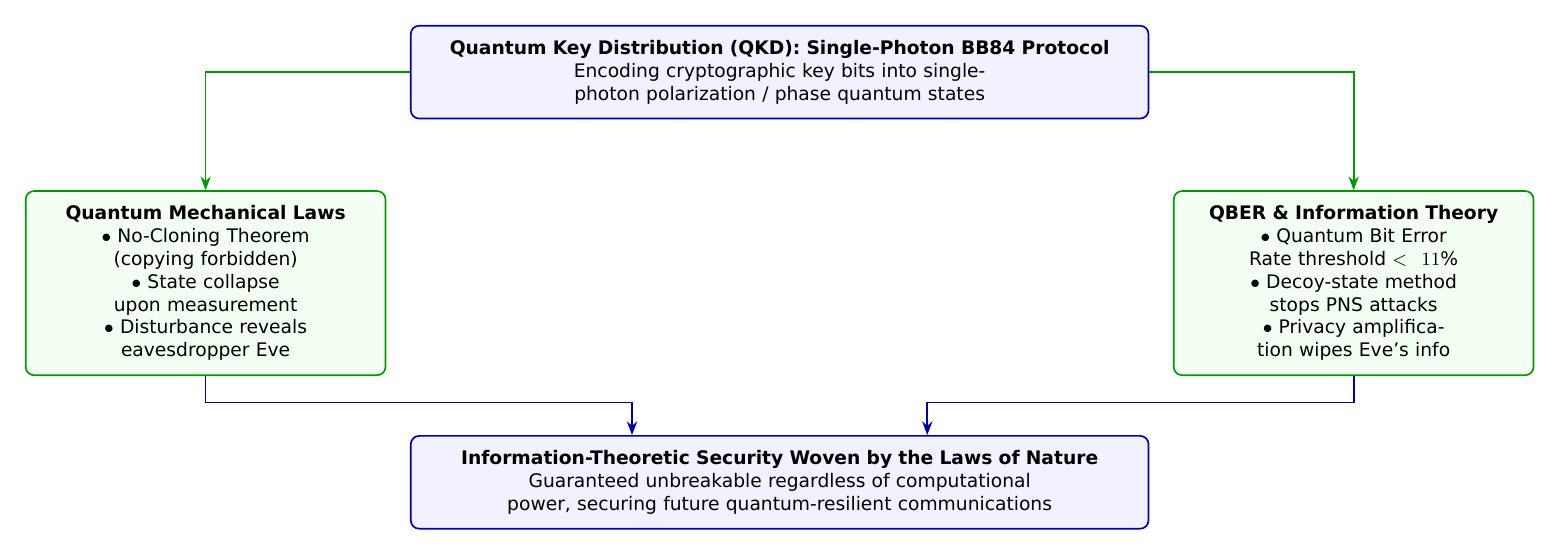 Quantum Key Distribution (QKD): Single-Photon BB84 Protocol
Encoding cryptographic key bits into single-
photon polarization / phase quantum states
Quantum Mechanical Laws
• No-Cloning Theorem
(copying forbidden)
• State collapse
upon measurement
• Disturbance reveals
eavesdropper Eve
QBER & Information Theory
• Quantum Bit Error
Rate threshold < 11%
• Decoy-state method
stops PNS attacks
• Privacy amplifica-
tion wipes Eve’s info
Information-Theoretic Security Woven by the Laws of Nature
Guaranteed unbreakable regardless of computational
power, securing future quantum-resilient communications